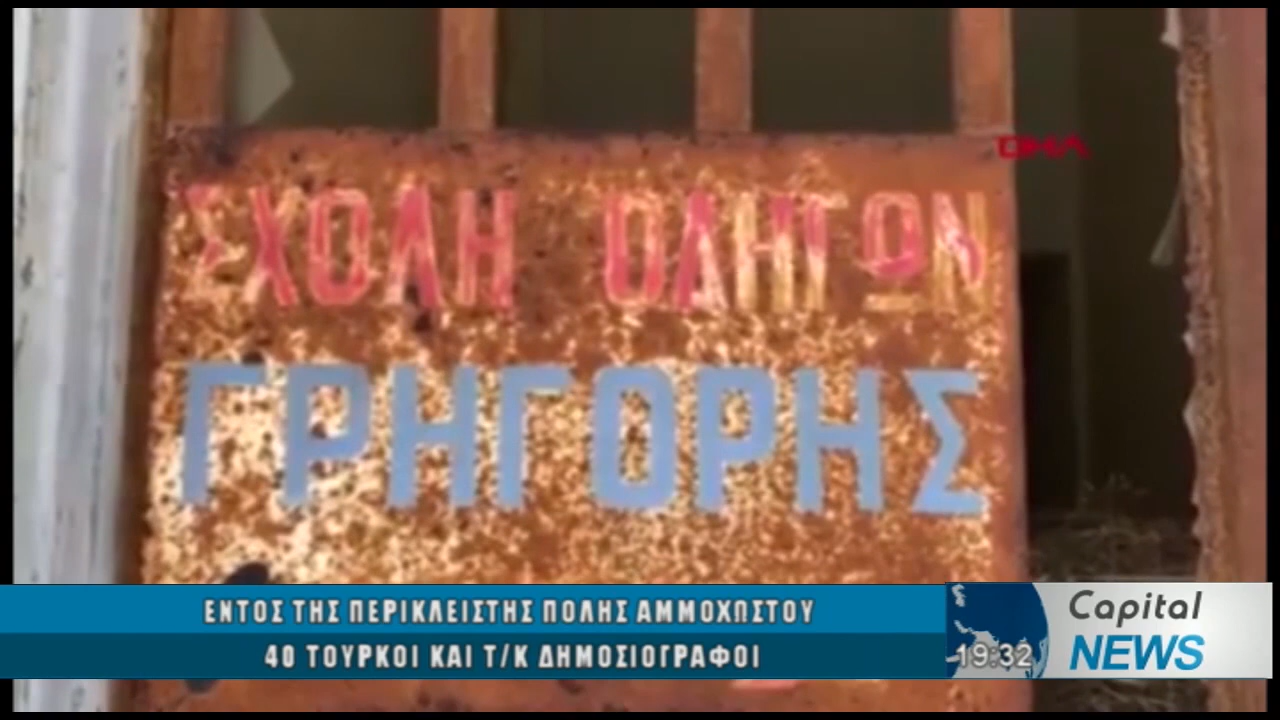 DHA
ΣΧΟΛΗ ΟΔΗΓΩΝ
ΓΡΗΓΟΡΗΣ
ΕΝΤΟΣ ΤΗΣ ΠΕΡΙΚΛΕΙΣΤΗΣ ΠΟΛΗΣ ΑΜΜΟΧΩΣΤΟΥ
40 ΤΟΥΡΚΟΙ ΚΑΙ Τ/Κ ΔΗΜΟΣΙΟΓΡΑΦΟΙ
Capital
NEWS
19:32